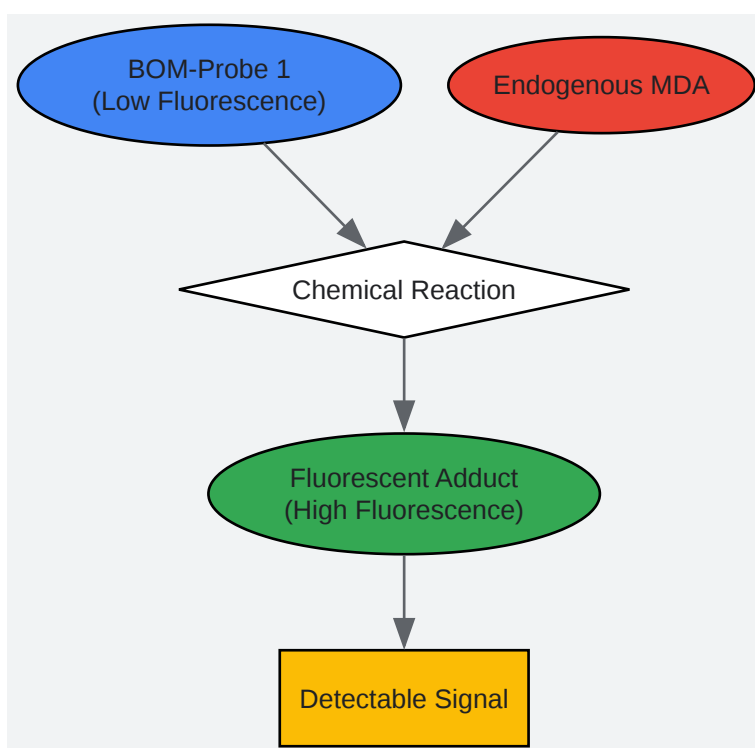 BOM-Probe 1
(Low Fluorescence)
Endogenous MDA
Chemical Reaction
Fluorescent Adduct
(High Fluorescence)
Detectable Signal